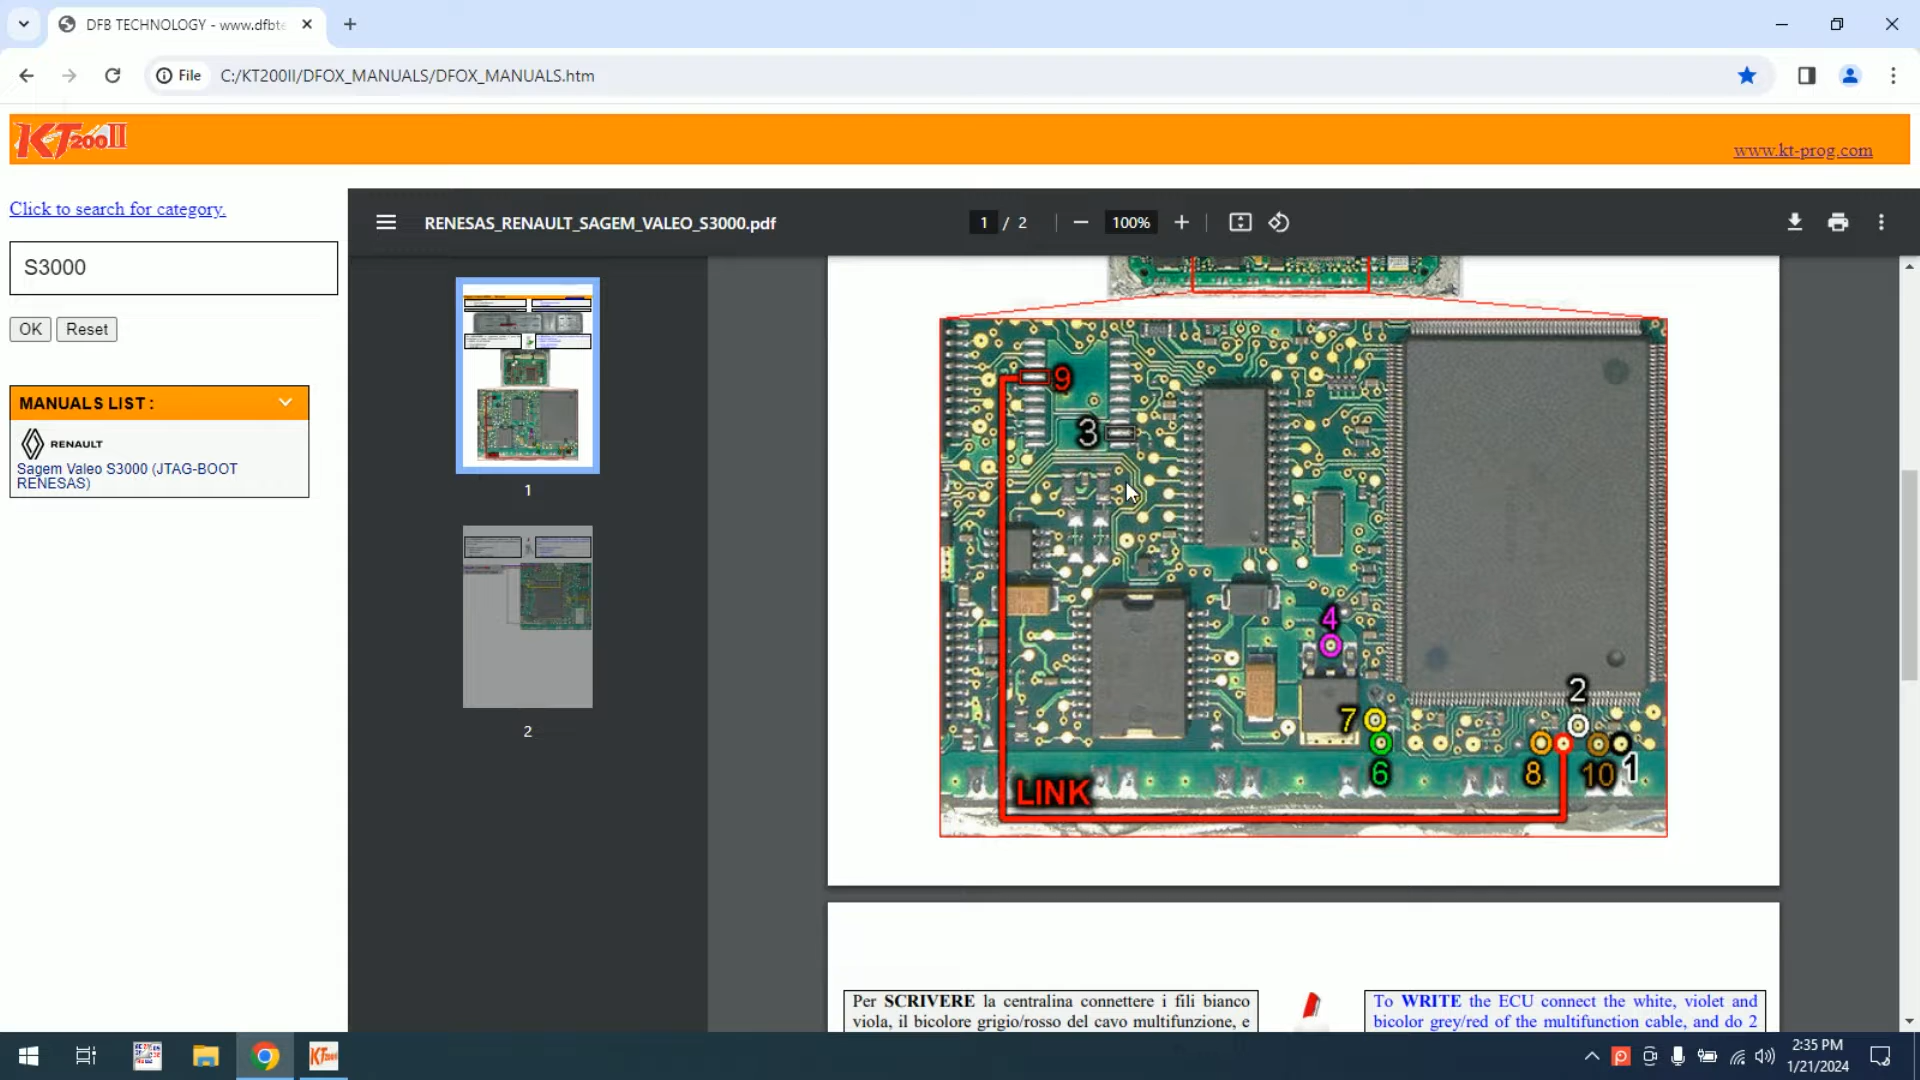 DFB TECHNOLOGY - www.dfbte
File
C:/KT200II/DFOX_MANUALS/DFOX_MANUALS.htm
KT200II
www.kt-prog.com
Click to search for category.
S3000
OK
Reset
MANUALS LIST :
RENAULT
Sagem Valeo S3000 (JTAG-BOOT
RENESAS)
RENESAS_RENAULT_SAGEM_VALEO_S3000.pdf
1 / 2
100%
1
2
9
3
4
2
7
6
8
10
1
LINK
Per SCRIVERE la centralina connettere i fili bianco
viola, il bicolore grigio/rosso del cavo multifunzione, e
To WRITE the ECU connect the white, violet and
bicolor grey/red of the multifunction cable, and do 2
2:35 PM
1/21/2024